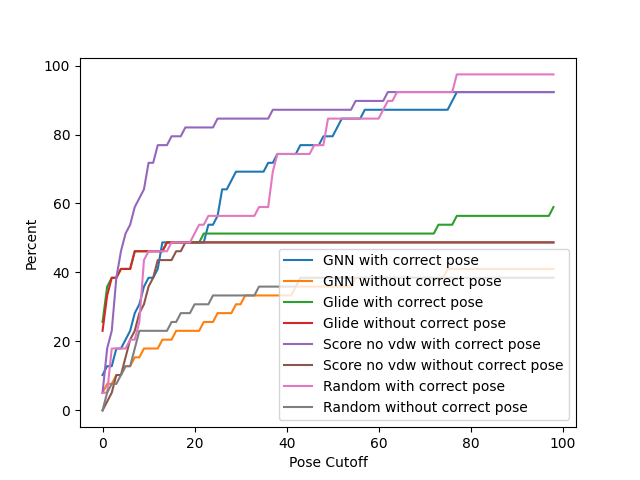 100
80
60
40
20
0
Percent
GNN with correct pose
GNN without correct pose
Glide with correct pose
Glide without correct pose
Score no vdw with correct pose
Score no vdw without correct pose
Random with correct pose
Random without correct pose
0 20 40 60 80 100
Pose Cutoff